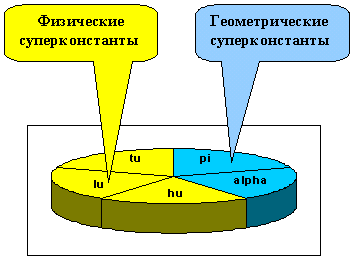 Физические
суперконстанты
Геометрические
суперконстанты
tu
pi
lu
alpha
hu